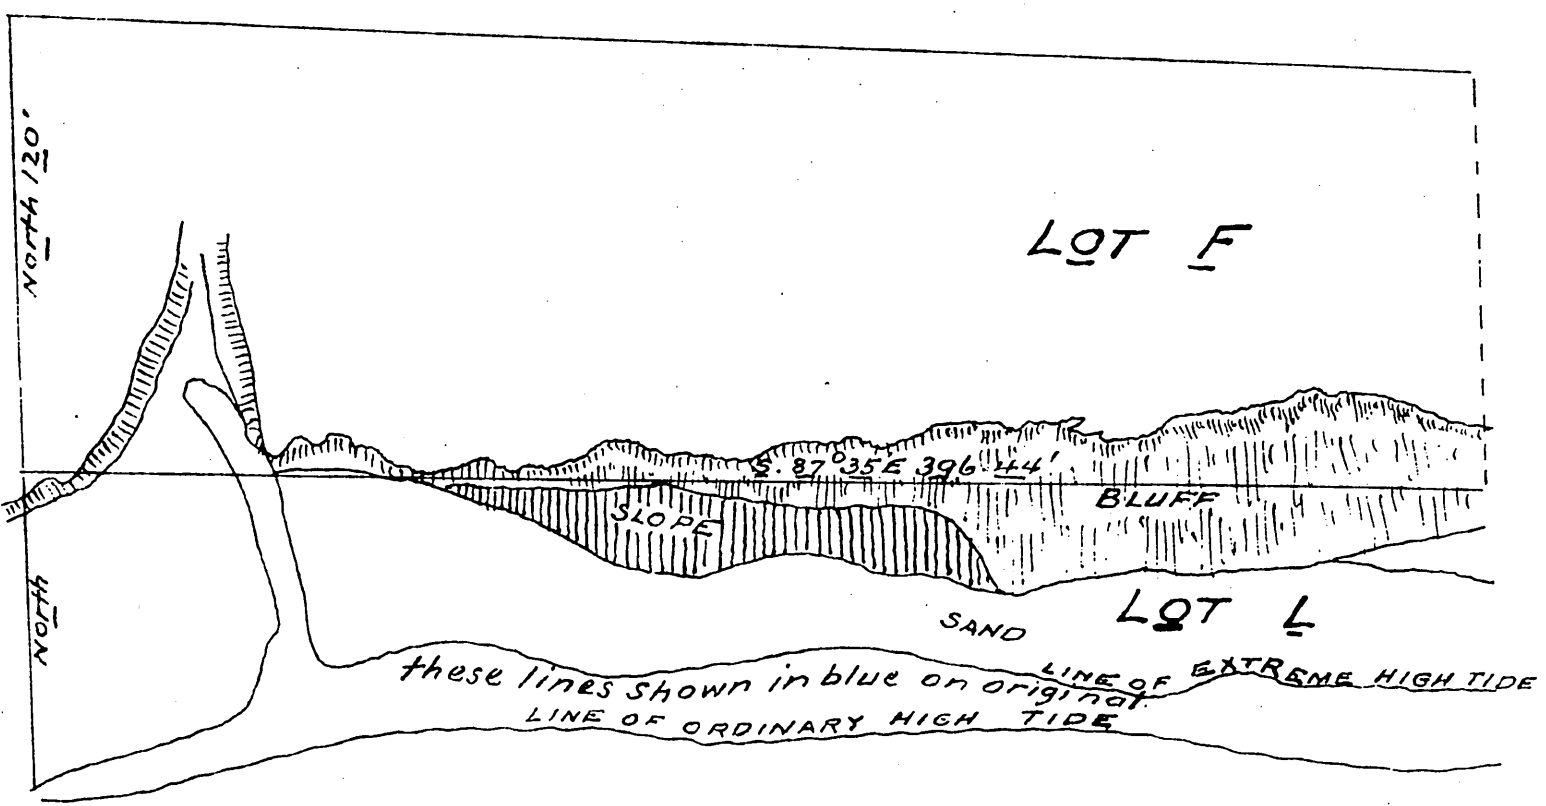 NORTH 120.
LOT F
S. 87°35E 396.44'
BLUFF
SLOPE
NORTH
LOT L
SAND
LINE OF EXTREME HIGH TIDE
these lines shown in blue on original.
LINE OF ORDINARY HIGH TIDE